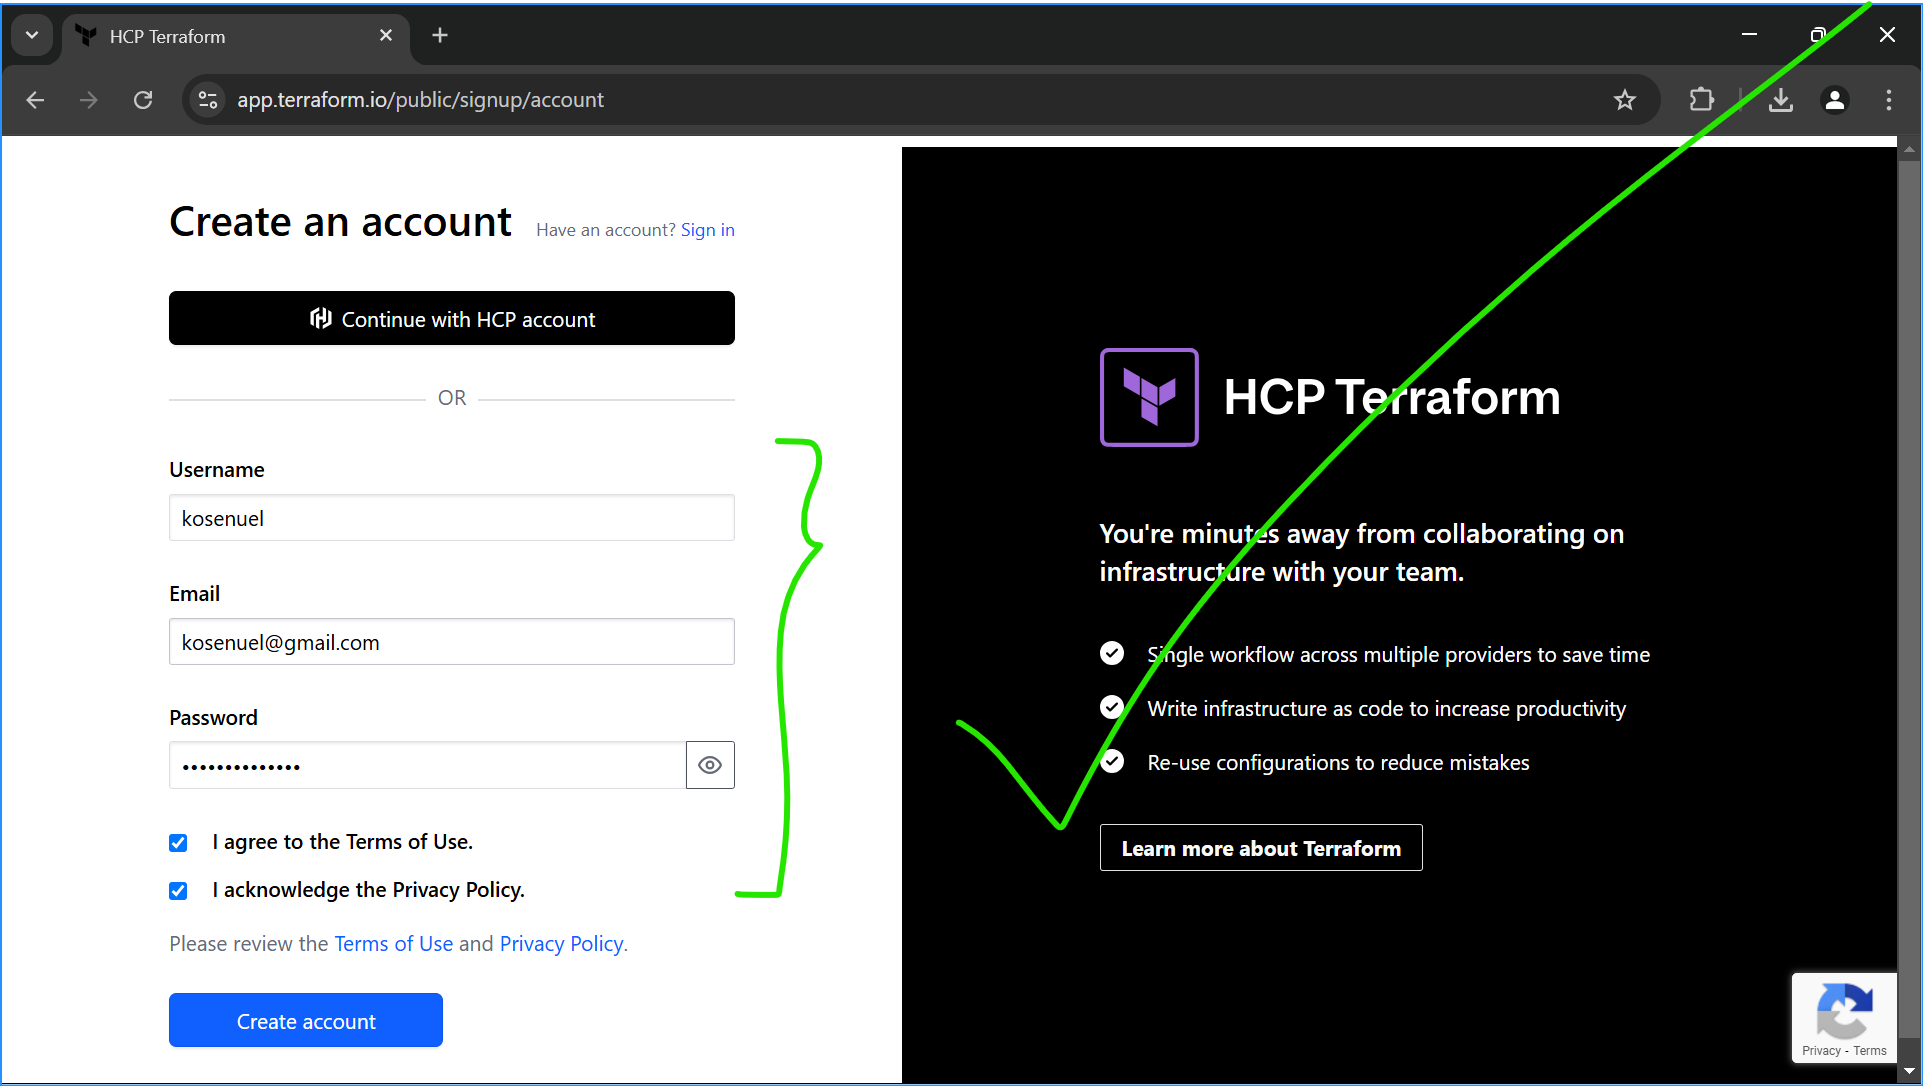 HCP Terraform
app.terraform.io/public/signup/account
Create an account
Have an account? Sign in
Continue with HCP account
OR
Username
kosenuel
Email
kosenuel@gmail.com
Password
••••••••••••••
I agree to the Terms of Use.
I acknowledge the Privacy Policy.
Please review the Terms of Use and Privacy Policy.
Create account
HCP Terraform
You're minutes away from collaborating on
infrastructure with your team.
Single workflow across multiple providers to save time
Write infrastructure as code to increase productivity
Re-use configurations to reduce mistakes
Learn more about Terraform
Privacy - Terms